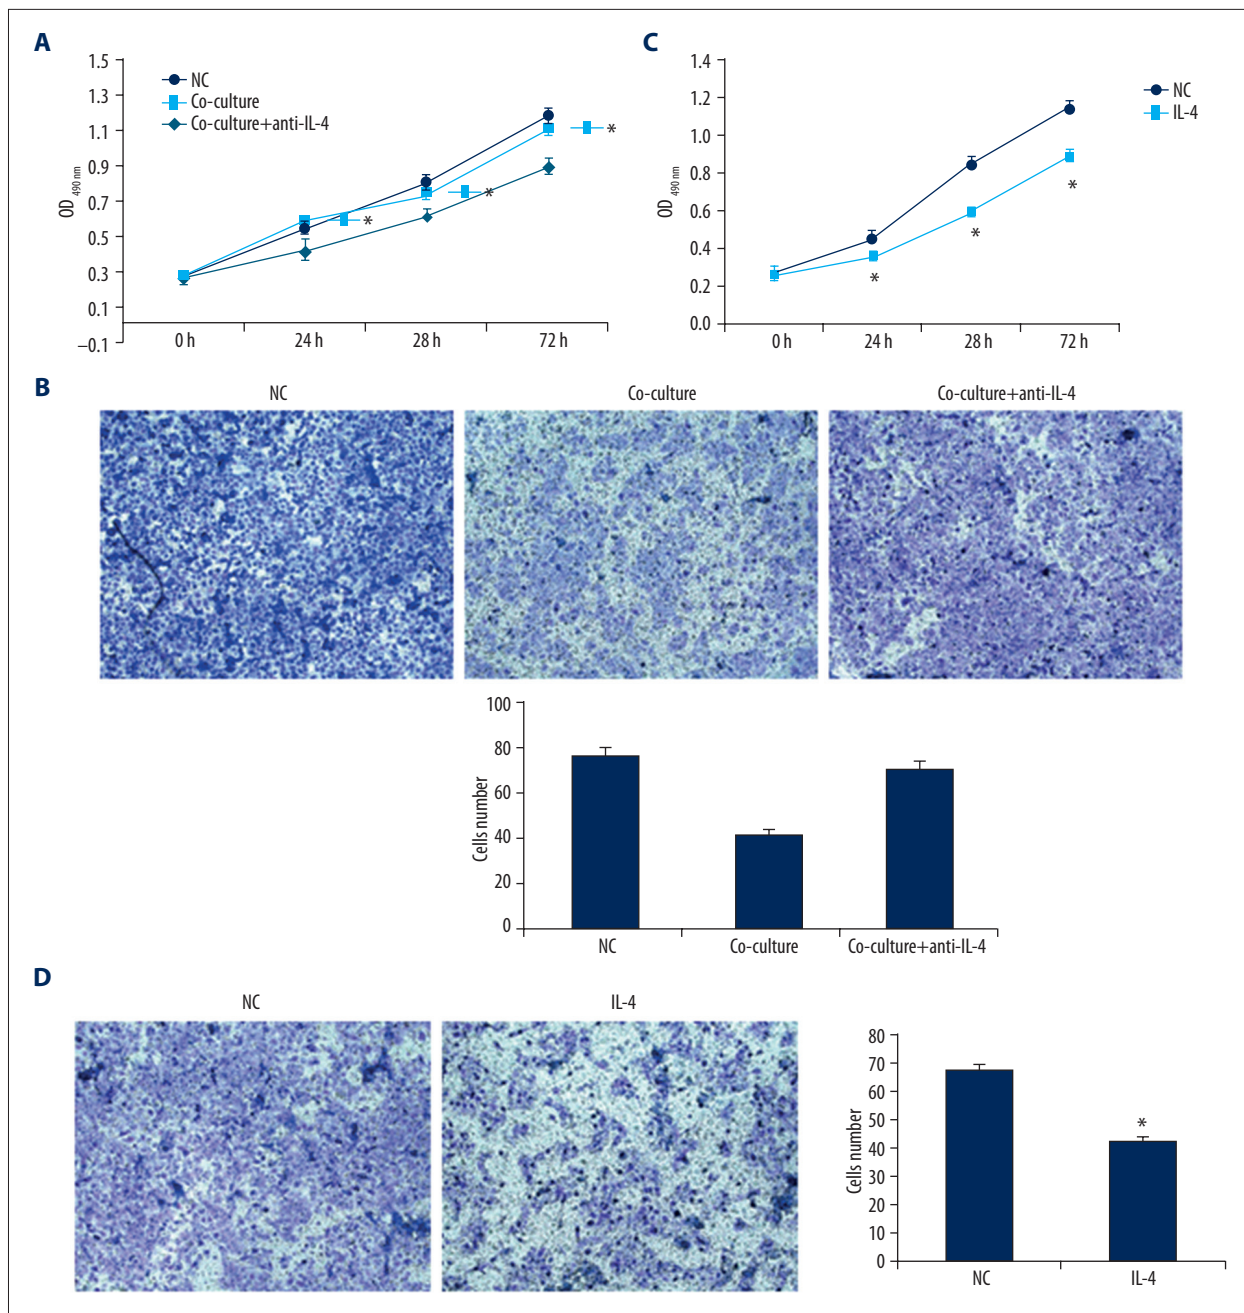 A
1.5
1.3
1.1
0.9
0.7
0.5
0.3
0.1
–0.1
OD 490 nm
NC
Co-culture
Co-culture+anti-IL-4
*
*
*
0 h
24 h
28 h
72 h
C
1.4
1.2
1.0
0.8
0.6
0.4
0.2
0.0
OD 490 nm
NC
IL-4
*
*
*
0 h
24 h
28 h
72 h
B
NC
Co-culture
Co-culture+anti-IL-4
100
80
60
40
20
0
Cells number
NC
Co-culture
Co-culture+anti-IL-4
D
NC
IL-4
80
70
60
50
40
30
20
10
0
Cells number
*
NC
IL-4